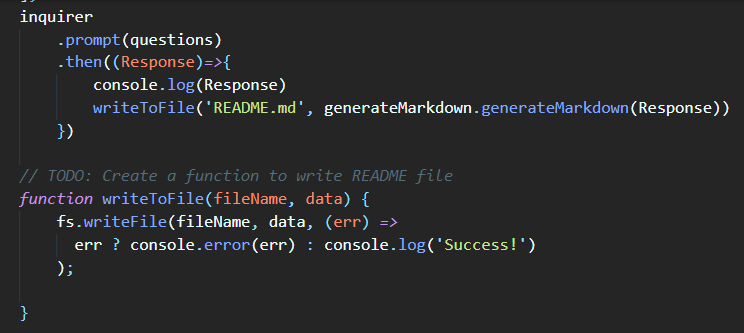 inquirer
    .prompt(questions)
    .then((Response)=>{
        console.log(Response)
        writeToFile('README.md', generateMarkdown.generateMarkdown(Response))
    })
// TODO: Create a function to write README file
function writeToFile(fileName, data) {
    fs.writeFile(fileName, data, (err) =>
      err ? console.error(err) : console.log('Success!')
    );
}